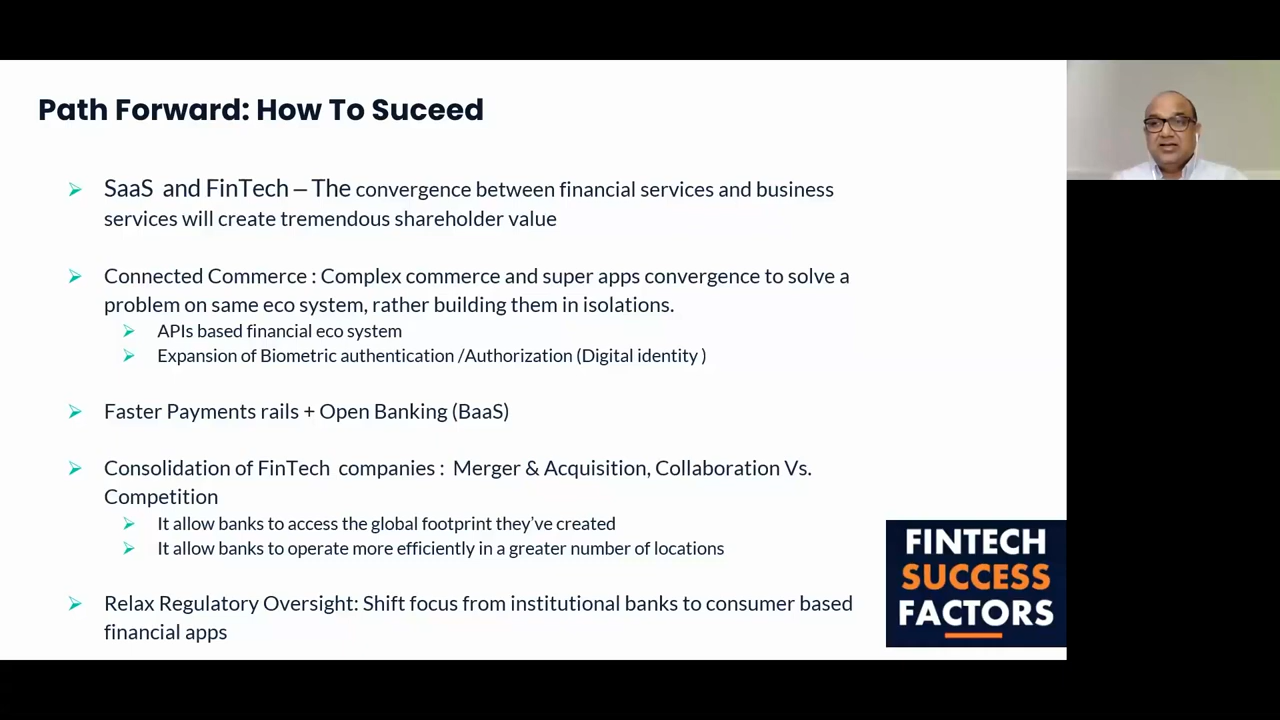 Path Forward: How To Suceed
SaaS and FinTech – The convergence between financial services and business
services will create tremendous shareholder value
Connected Commerce : Complex commerce and super apps convergence to solve a
problem on same eco system, rather building them in isolations.
APIs based financial eco system
Expansion of Biometric authentication /Authorization (Digital identity )
Faster Payments rails + Open Banking (BaaS)
Consolidation of FinTech companies : Merger & Acquisition, Collaboration Vs.
Competition
It allow banks to access the global footprint they've created
It allow banks to operate more efficiently in a greater number of locations
Relax Regulatory Oversight: Shift focus from institutional banks to consumer based
financial apps
FINTECH
SUCCESS
FACTORS